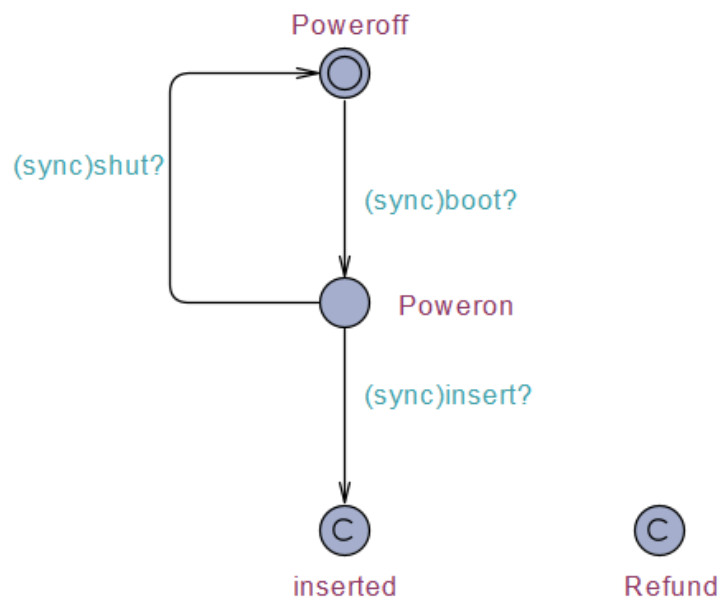 Poweroff
(sync)shut?
(sync)boot?
Poweron
(sync)insert?
C
C
inserted
Refund